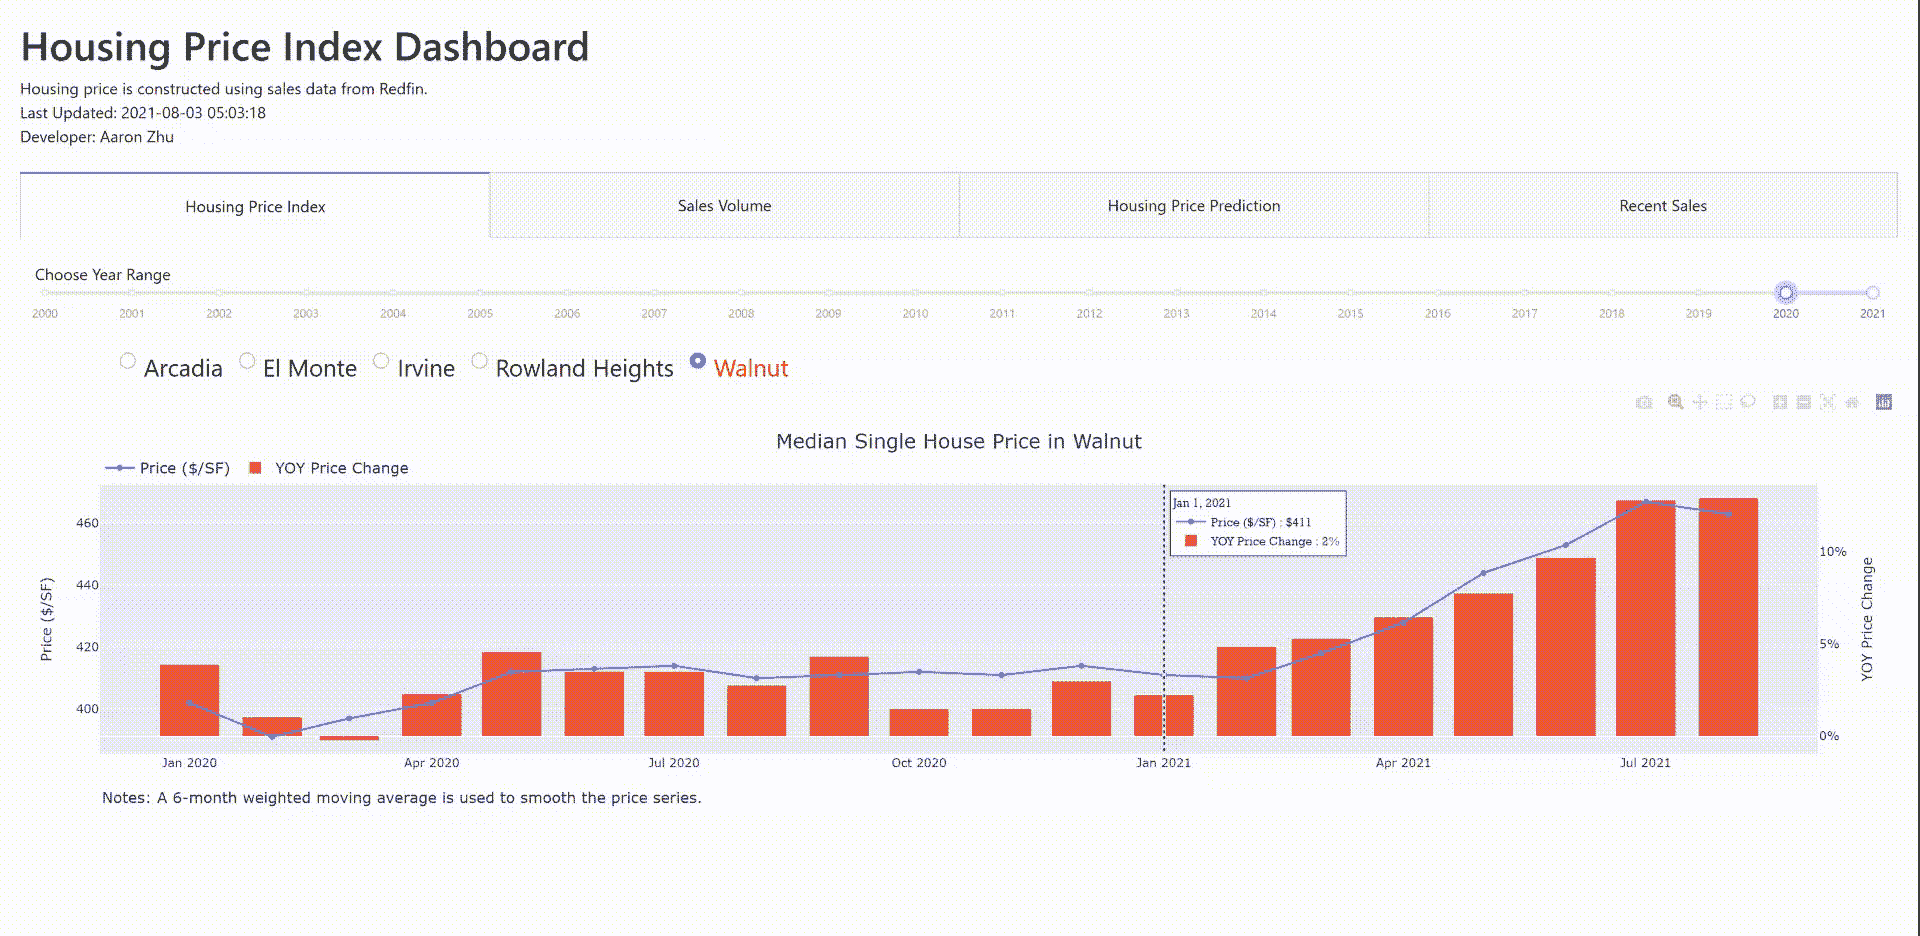 Housing Price Index Dashboard
Housing price is constructed using sales data from Redfin.
Last Updated: 2021-08-03 05:03:18
Developer: Aaron Zhu
Housing Price Index Sales Volume Housing Price Prediction Recent Sales
Choose Year Range
2000 2001 2002 2003 2004 2005 2006 2007 2008 2009 2010 2011 2012 2013 2014 2015 2016 2017 2018 2019 2020 2021
Arcadia El Monte Irvine Rowland Heights Walnut
Median Single House Price in Walnut
Price ($/SF) YOY Price Change
Jan 1, 2021
Price ($/SF) : $411
YOY Price Change : 2%
460
440
420
400
Price ($/SF)
10%
5%
0%
YOY Price Change
Jan 2020 Apr 2020 Jul 2020 Oct 2020 Jan 2021 Apr 2021 Jul 2021
Notes: A 6-month weighted moving average is used to smooth the price series.